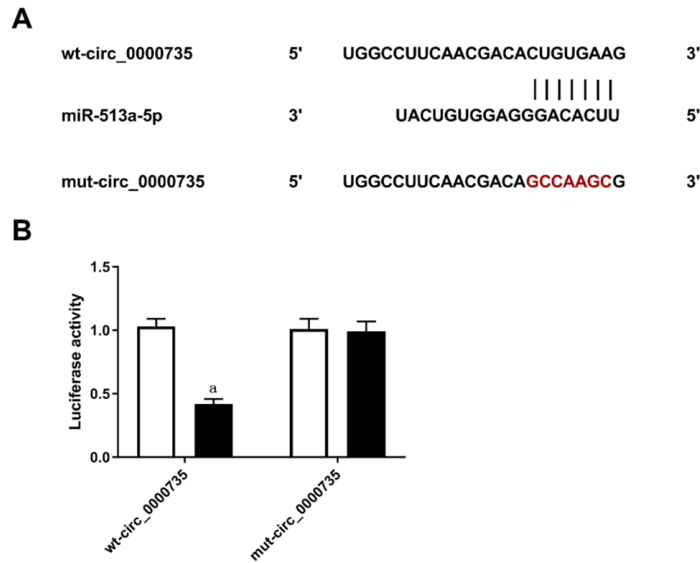 A
wt-circ_0000735 5' UGGCCUUCAACGACACUGUGAAG 3'
miR-513a-5p 3' UACUGUGGAGGGACACUU 5'
mut-circ_0000735 5' UGGCCUUCAACGACAGCCAAGCG 3'
B
1.5
1.0
0.5
0.0
Luciferase activity
a
wt-circ_0000735
mut-circ_0000735